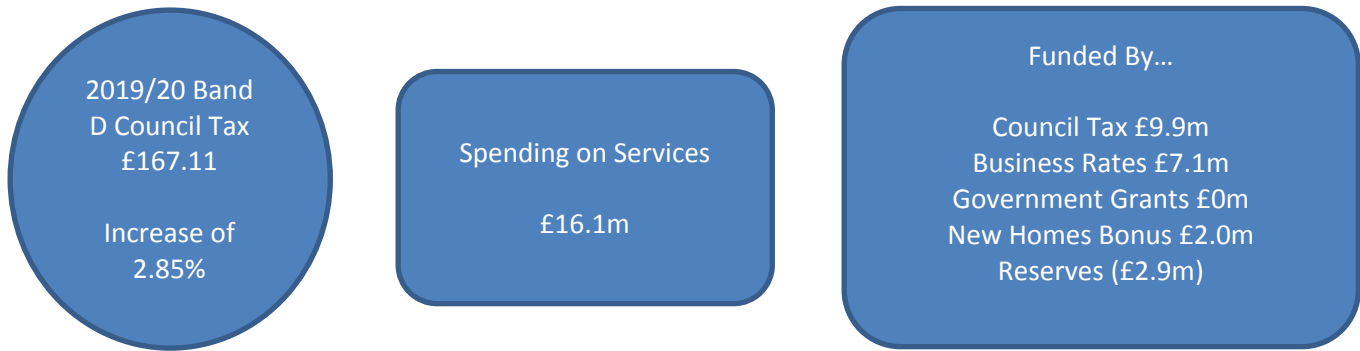 2019/20 Band
D Council Tax
£167.11
Increase of
2.85%
Spending on Services
£16.1m
Funded By…
Council Tax £9.9m
Business Rates £7.1m
Government Grants £0m
New Homes Bonus £2.0m
Reserves (£2.9m)